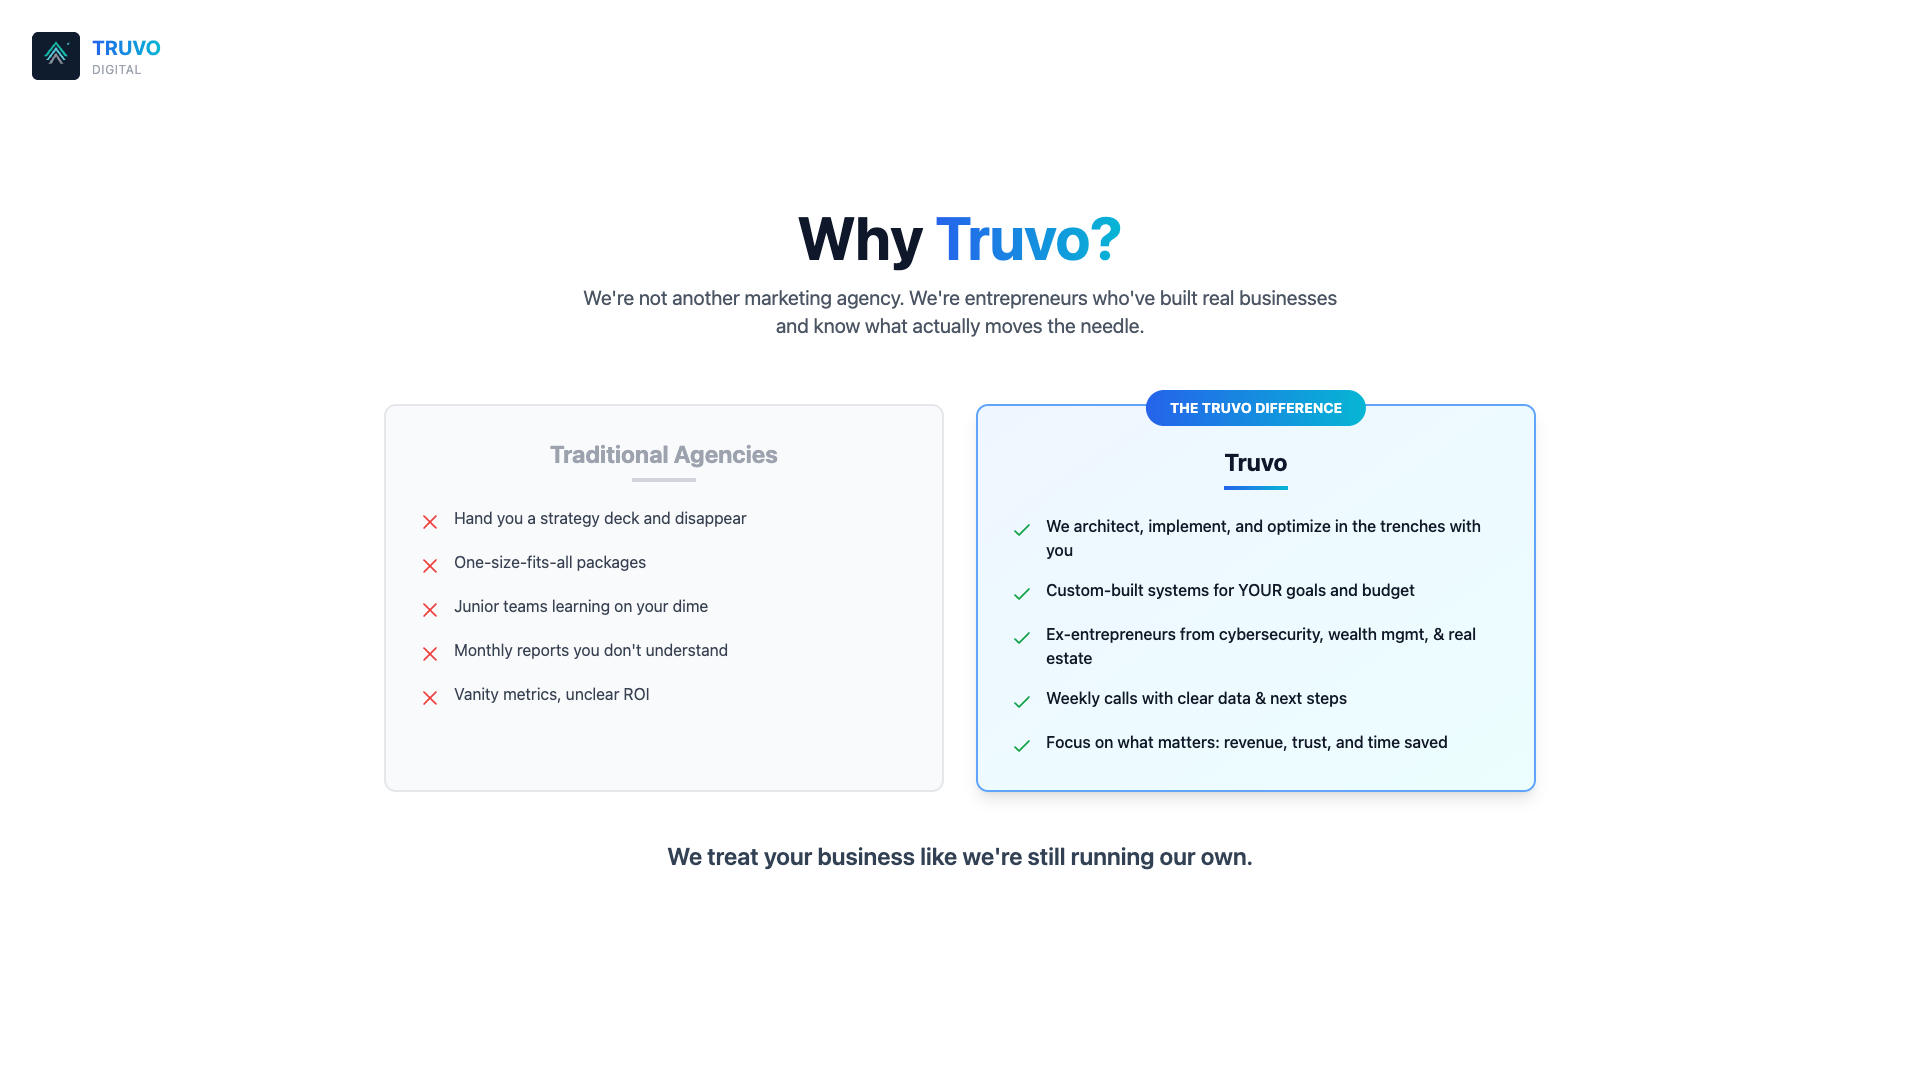 TRUVO
DIGITAL
Why Truvo?
We're not another marketing agency. We're entrepreneurs who've built real businesses
and know what actually moves the needle.
Traditional Agencies
Hand you a strategy deck and disappear
One-size-fits-all packages
Junior teams learning on your dime
Monthly reports you don't understand
Vanity metrics, unclear ROI
THE TRUVO DIFFERENCE
Truvo
We architect, implement, and optimize in the trenches with
you
Custom-built systems for YOUR goals and budget
Ex-entrepreneurs from cybersecurity, wealth mgmt, & real
estate
Weekly calls with clear data & next steps
Focus on what matters: revenue, trust, and time saved
We treat your business like we're still running our own.